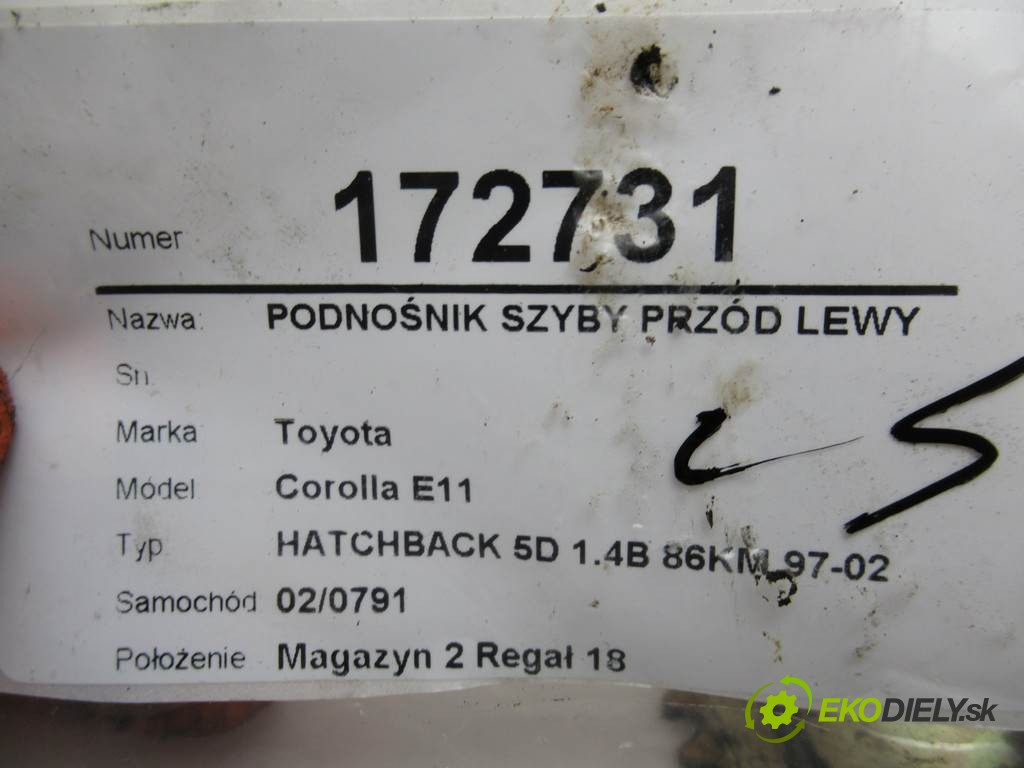 Numer 172731
Nazwa: PODNOŚNIK SZYBY PRZÓD LEWY
Sn
Marka Toyota
Model Corolla E11
Typ HATCHBACK 5D 1.4B 86KM 97-02
Samochód 02/0791
Położenie Magazyn 2 Regał 18
EKODIELY.sk